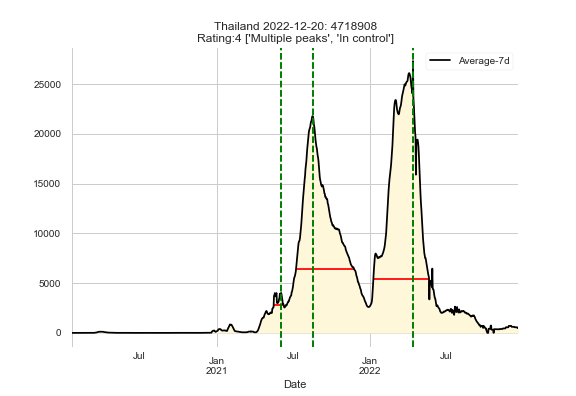 Thailand 2022-12-20: 4718908
Rating:4 ['Multiple peaks', 'In control']
Average-7d
25000
20000
15000
10000
5000
0
Jul
Jan
2021
Jul
Jan
2022
Jul
Date